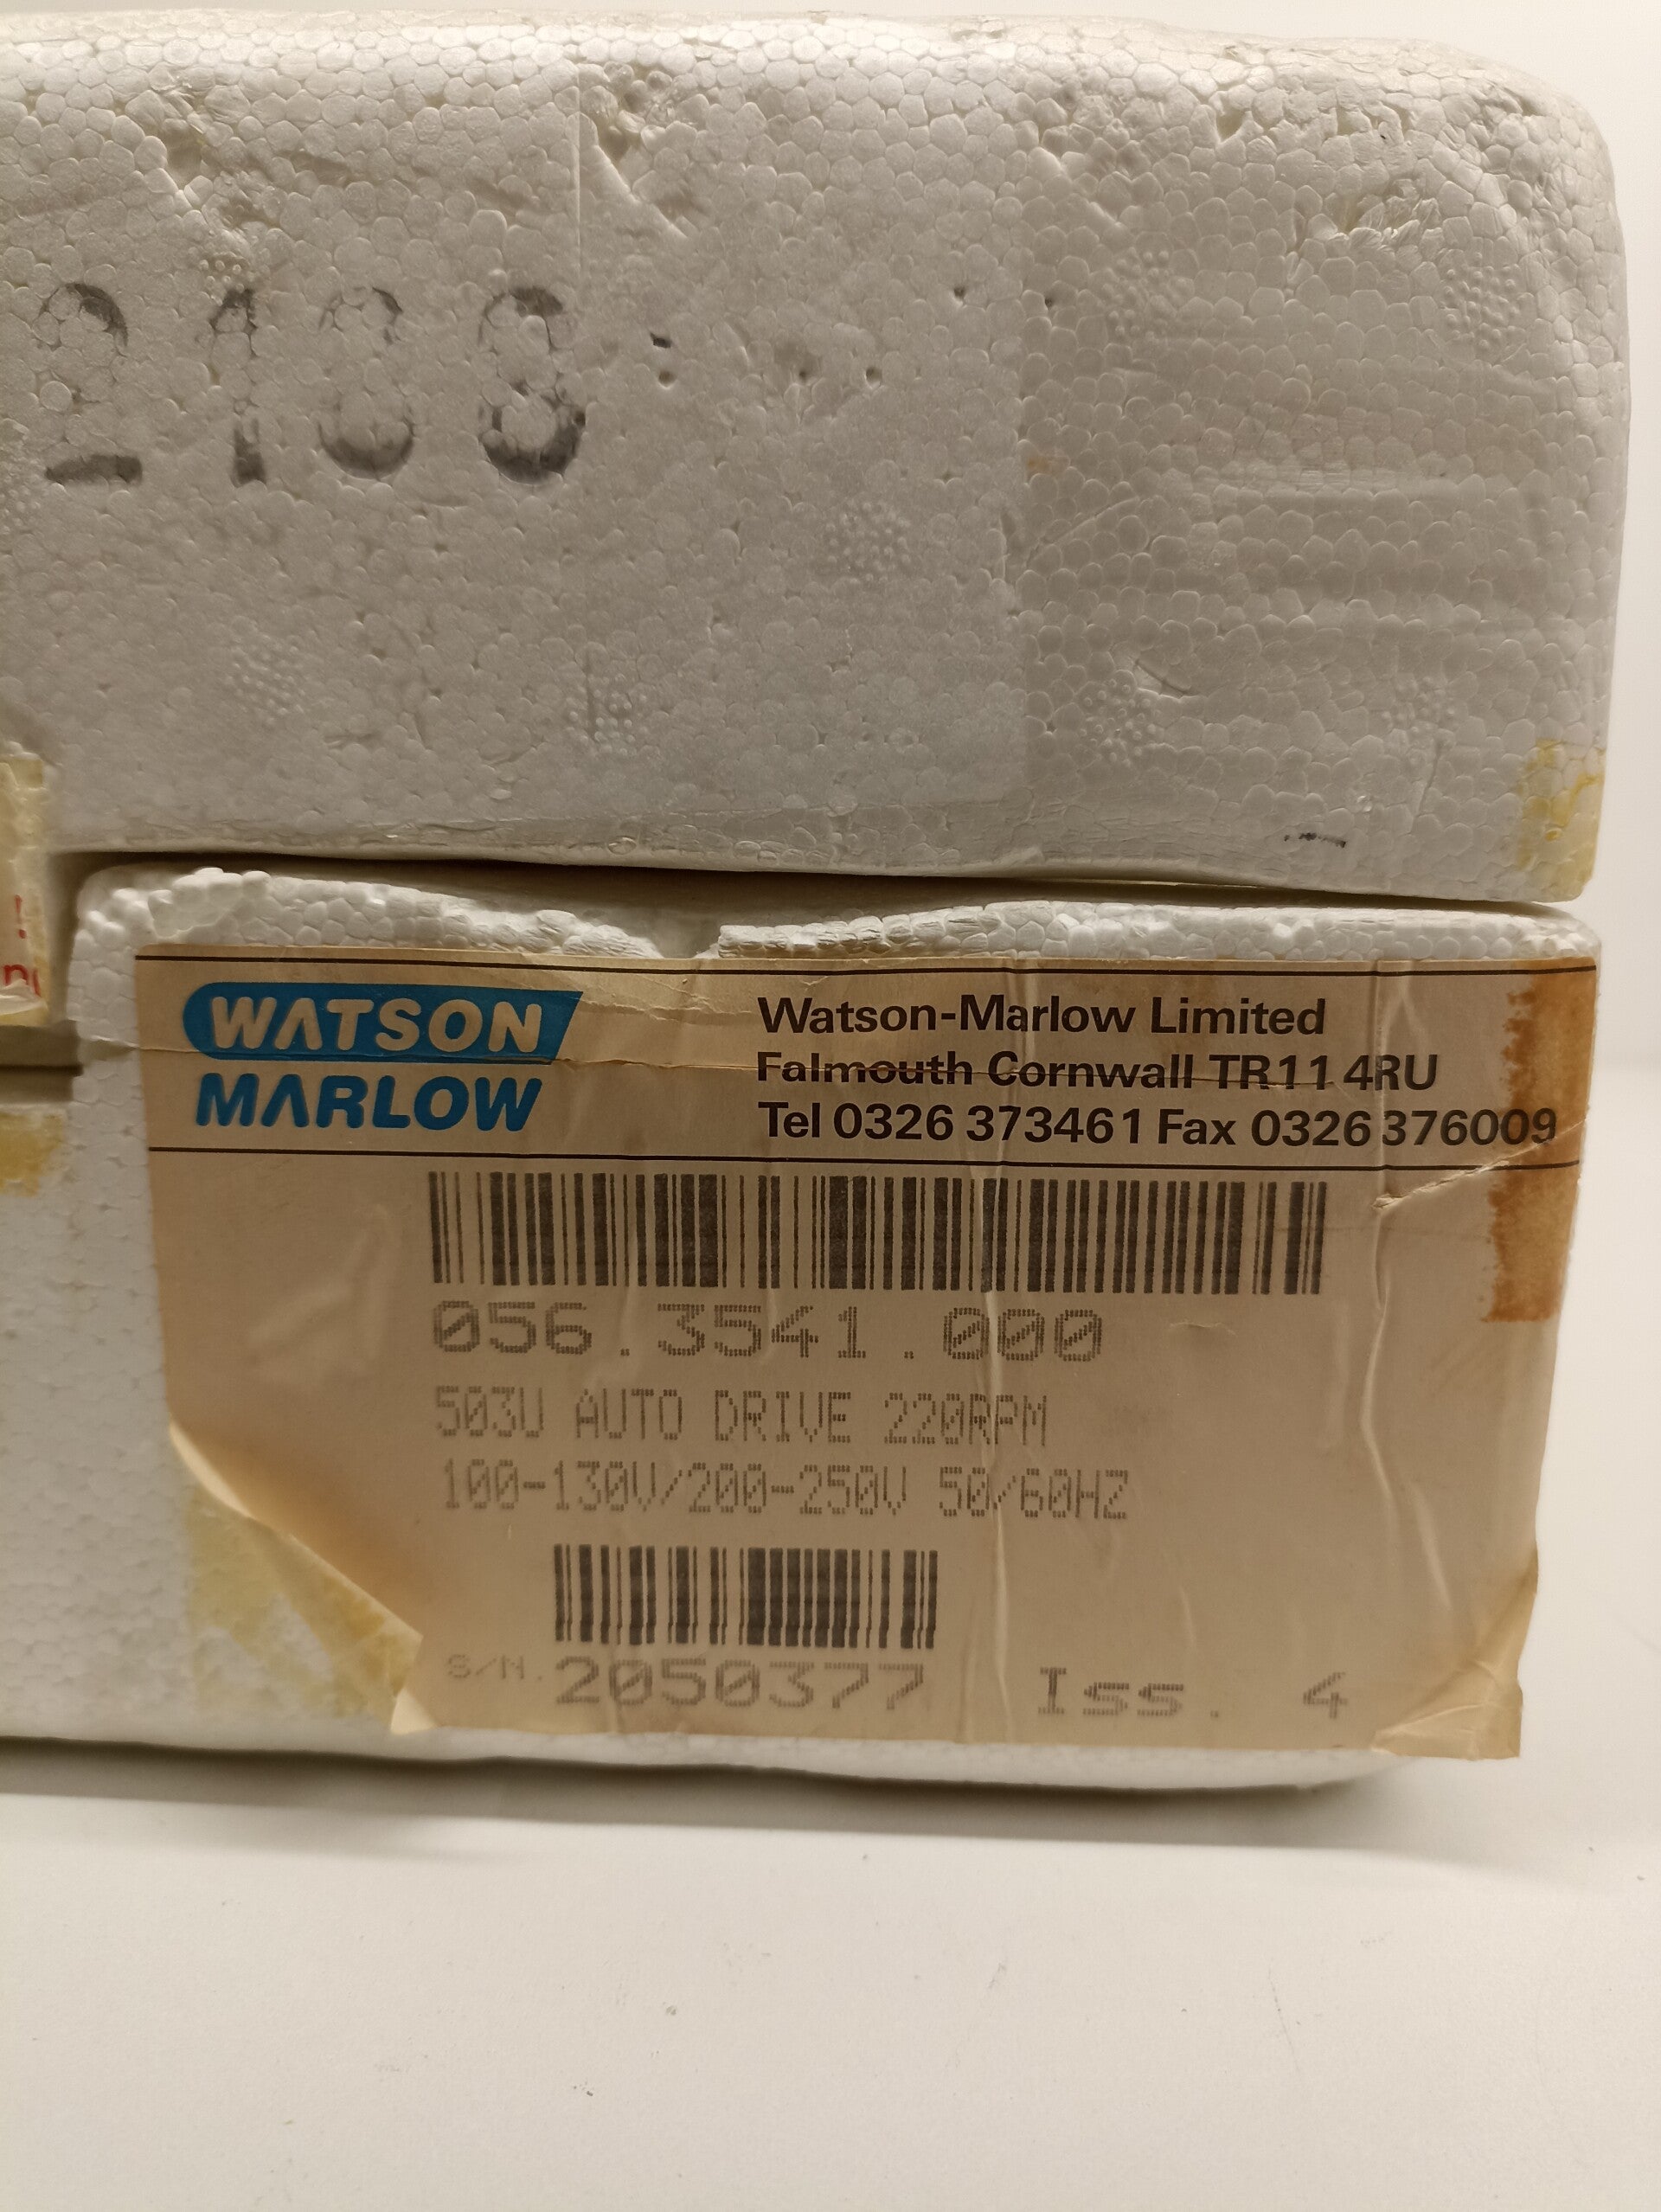 WATSON
MARLOW
Watson-Marlow Limited
Falmouth Cornwall TR11 4RU
Tel 0326 373461 Fax 0326 376009
056.3541.000
503U AUTO DRIVE 220RPM
100-130V/200-250V 50/60HZ
S/N. 2050377 Iss. 4